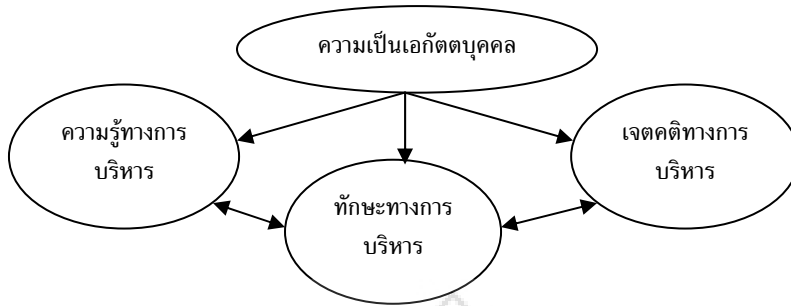 ความเป็นเอกัตตบุคคล
ความรู้ทางการ
บริหาร
เจตคติทางการ
บริหาร
ทักษะทางการ
บริหาร